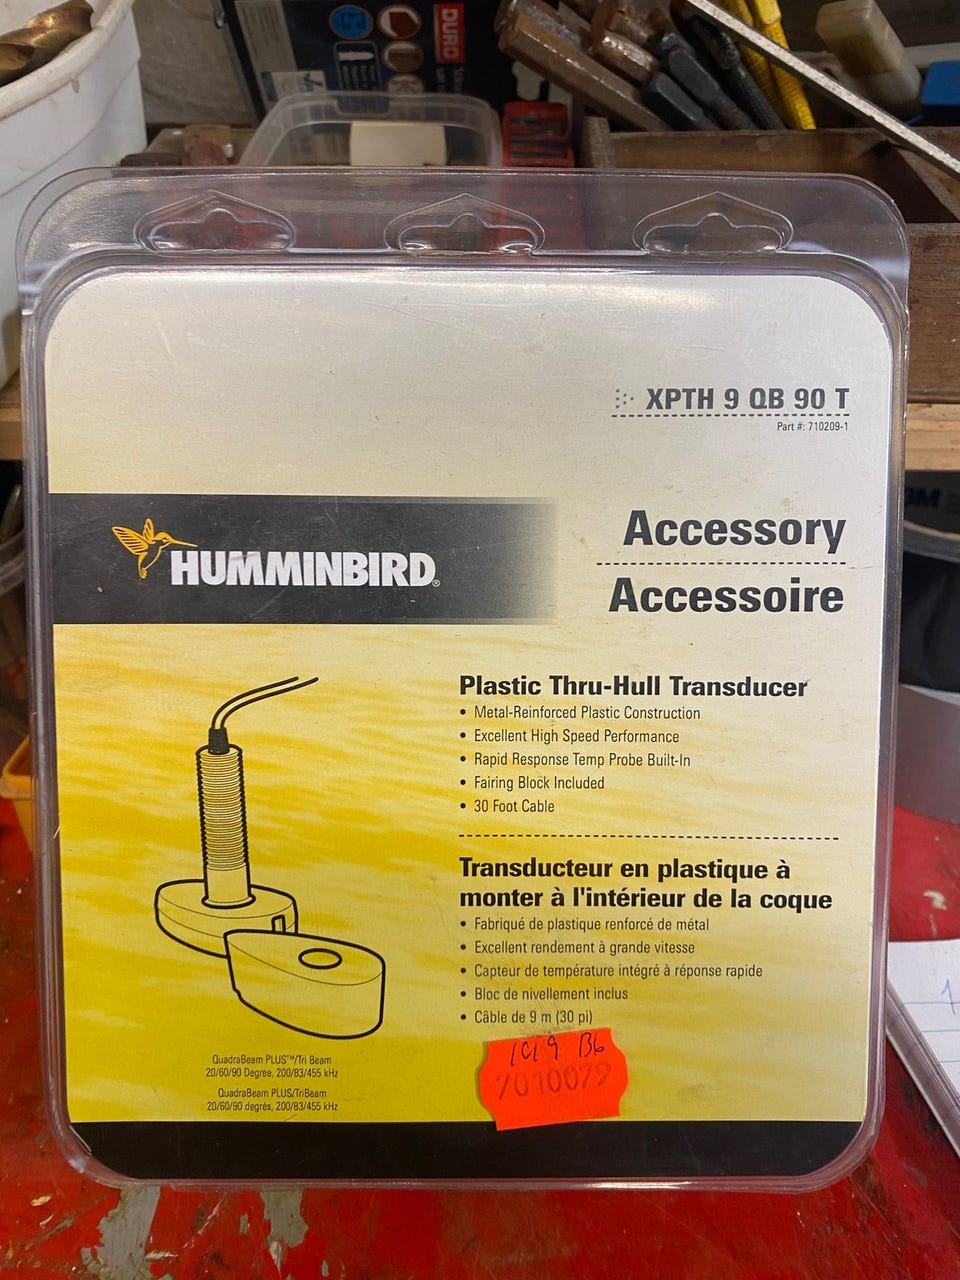 DURO
XPTH 9 QB 90 T
Part #: 710209-1
HUMMINBIRD®
Accessory
Accessoire
Plastic Thru-Hull Transducer
• Metal-Reinforced Plastic Construction
• Excellent High Speed Performance
• Rapid Response Temp Probe Built-In
• Fairing Block Included
• 30 Foot Cable
Transducteur en plastique à
monter à l'intérieur de la coque
• Fabriqué de plastique renforcé de métal
• Excellent rendement à grande vitesse
• Capteur de température intégré à réponse rapide
• Bloc de nivellement inclus
• Câble de 9 m (30 pi)
QuadraBeam PLUS™/Tri Beam
20/60/90 Degree, 200/83/455 kHz
QuadraBeam PLUS/TriBeam
20/60/90 degrés, 200/83/455 kHz
7010079